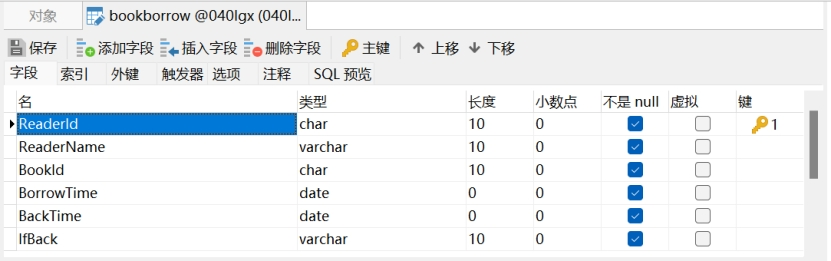 对象 bookborrow @040lgx (040l...
保存 添加字段 插入字段 删除字段 主键 上移 下移
字段 索引 外键 触发器 选项 注释 SQL 预览
名 类型 长度 小数点 不是 null 虚拟 键
ReaderId char 10 0 1
ReaderName varchar 10 0
BookId char 10 0
BorrowTime date 0 0
BackTime date 0 0
IfBack varchar 10 0